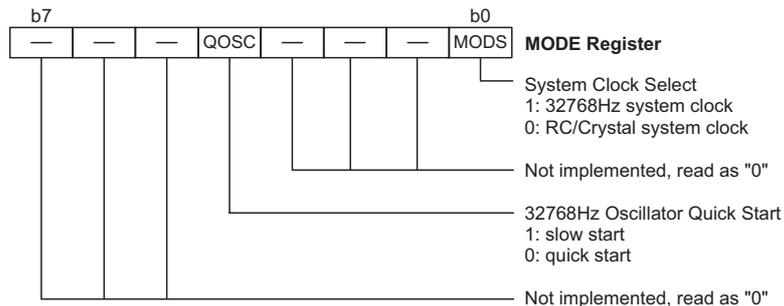 b7 b0
— — — QOSC — — — MODS MODE Register
System Clock Select
1: 32768Hz system clock
0: RC/Crystal system clock
Not implemented, read as "0"
32768Hz Oscillator Quick Start
1: slow start
0: quick start
Not implemented, read as "0"